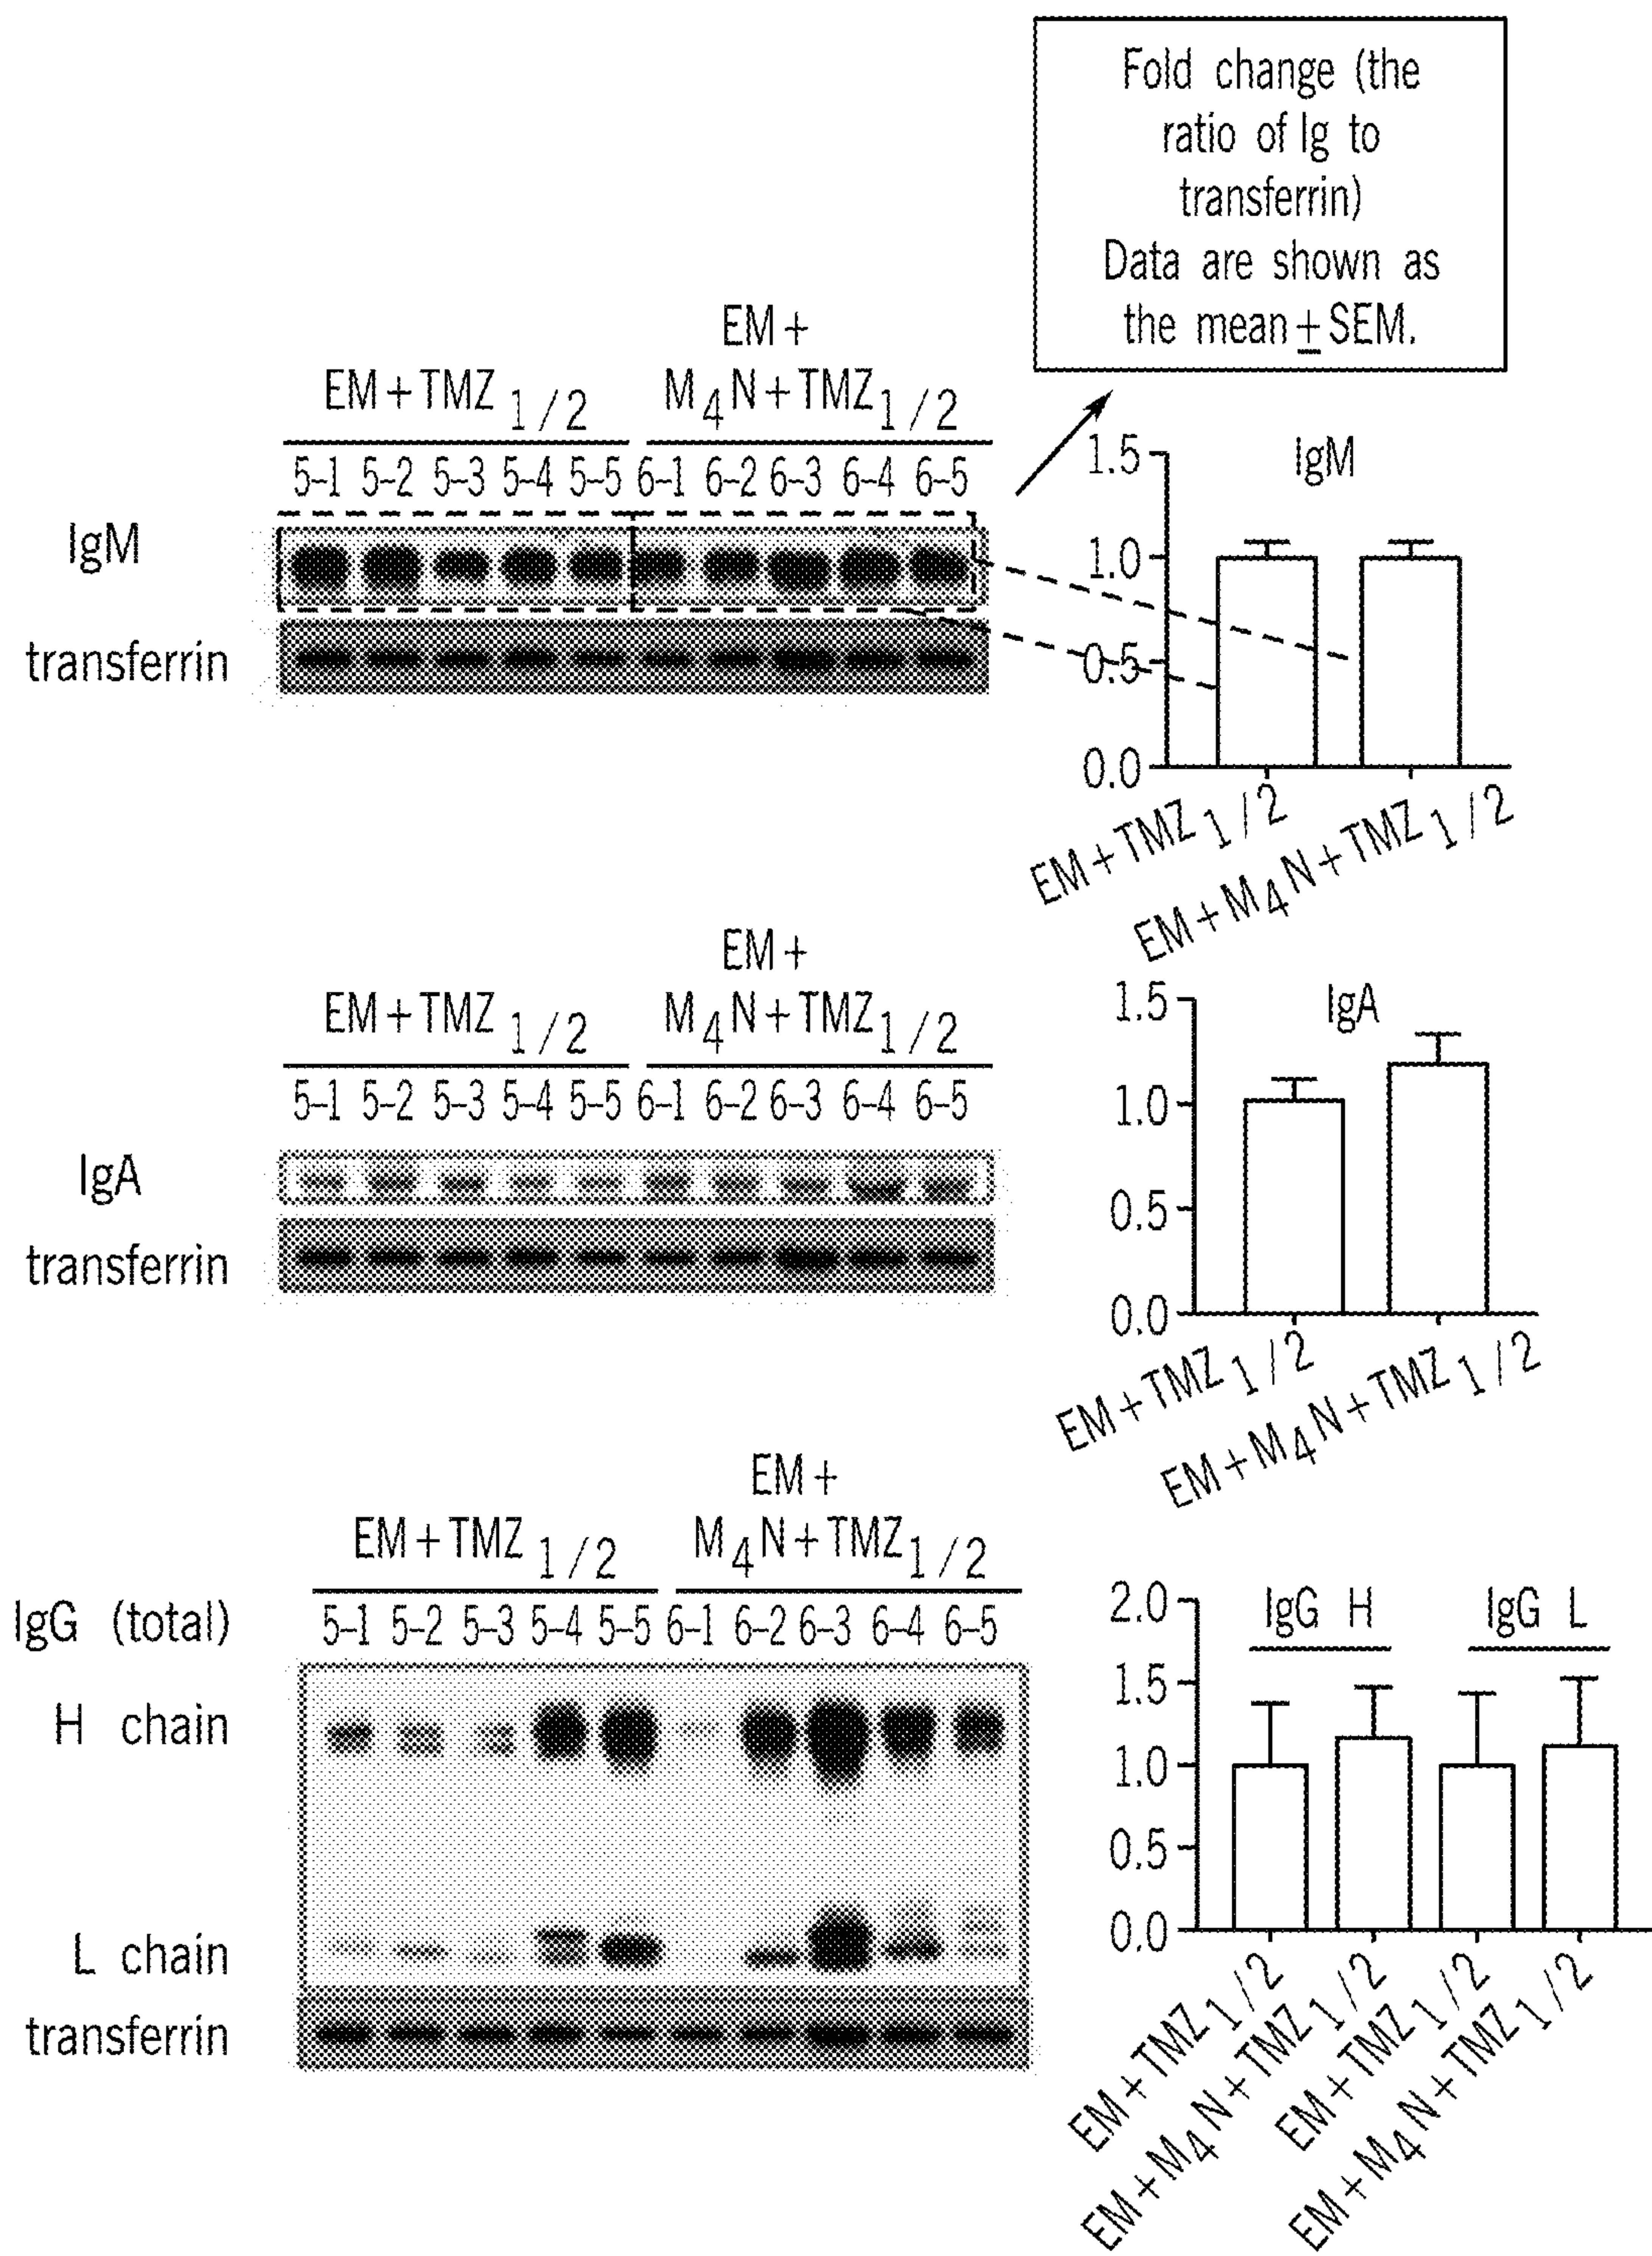 Fold change (the
ratio of Ig to
transferrin)
Data are shown as
the mean ± SEM.
EM +
EM+TMZ 1/2 M4N+TMZ1/2
5-1 5-2 5-3 5-4 5-5 6-1 6-2 6-3 6-4 6-5
IgM
transferrin
IgM
1.5
1.0
0.5
0.0
EM+TMZ 1/2
EM+M4N+TMZ 1/2
EM +
EM+TMZ 1/2 M4N+TMZ1/2
5-1 5-2 5-3 5-4 5-5 6-1 6-2 6-3 6-4 6-5
IgA
transferrin
IgA
1.5
1.0
0.5
0.0
EM+TMZ 1/2
EM+M4N+TMZ 1/2
EM +
EM+TMZ 1/2 M4N+TMZ1/2
IgG (total) 5-1 5-2 5-3 5-4 5-5 6-1 6-2 6-3 6-4 6-5
H chain
L chain
transferrin
IgG H IgG L
2.0
1.5
1.0
0.5
0.0
EM+TMZ 1/2
EM+M4N+TMZ 1/2
EM+TMZ 1/2
EM+M4N+TMZ 1/2